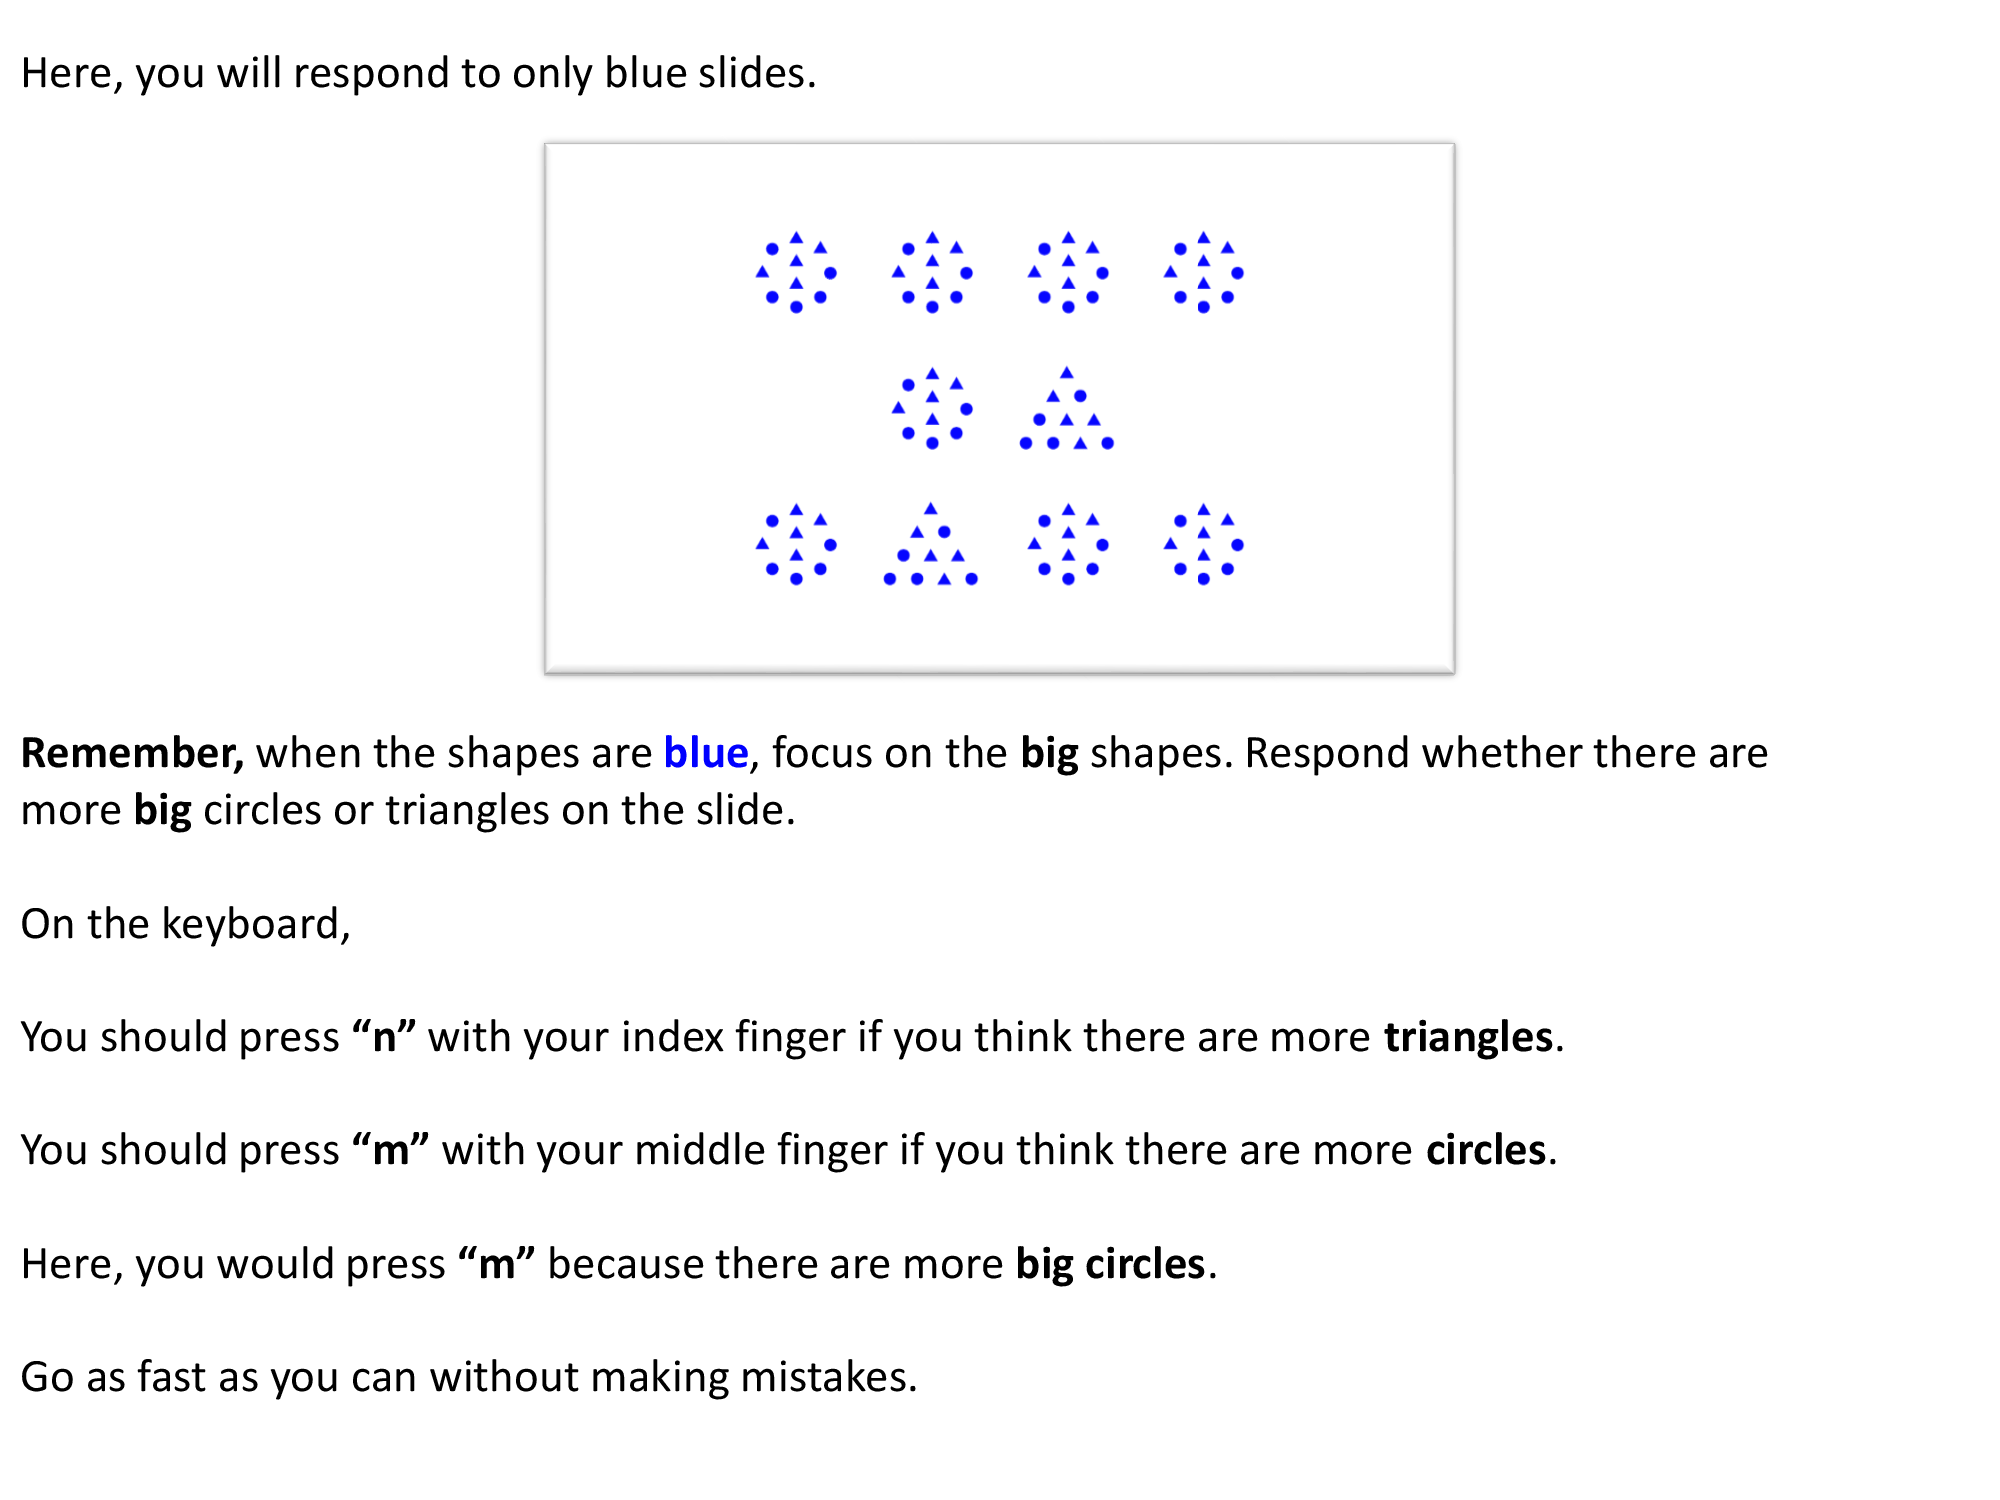 Here, you will respond to only blue slides.
Remember, when the shapes are blue, focus on the big shapes. Respond whether there are
more big circles or triangles on the slide.
On the keyboard,
You should press “n” with your index finger if you think there are more triangles.
You should press “m” with your middle finger if you think there are more circles.
Here, you would press “m” because there are more big circles.
Go as fast as you can without making mistakes.